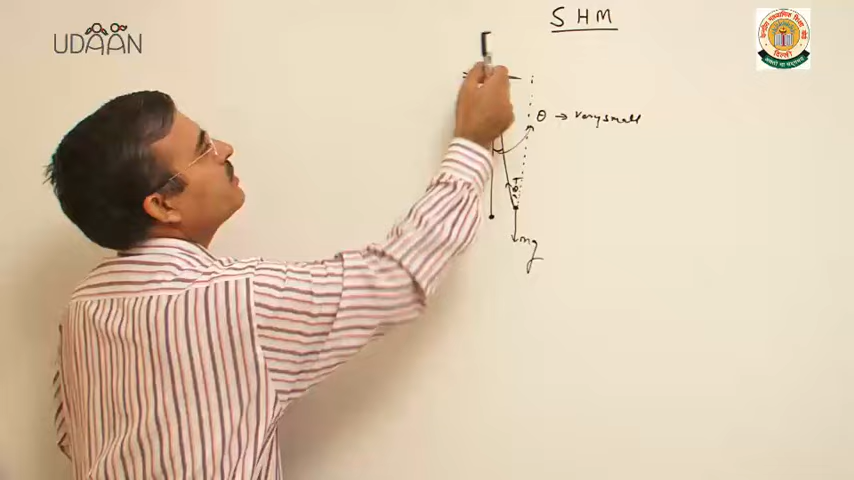 SHM
UDAAN
θ → very small
T
θ
mg